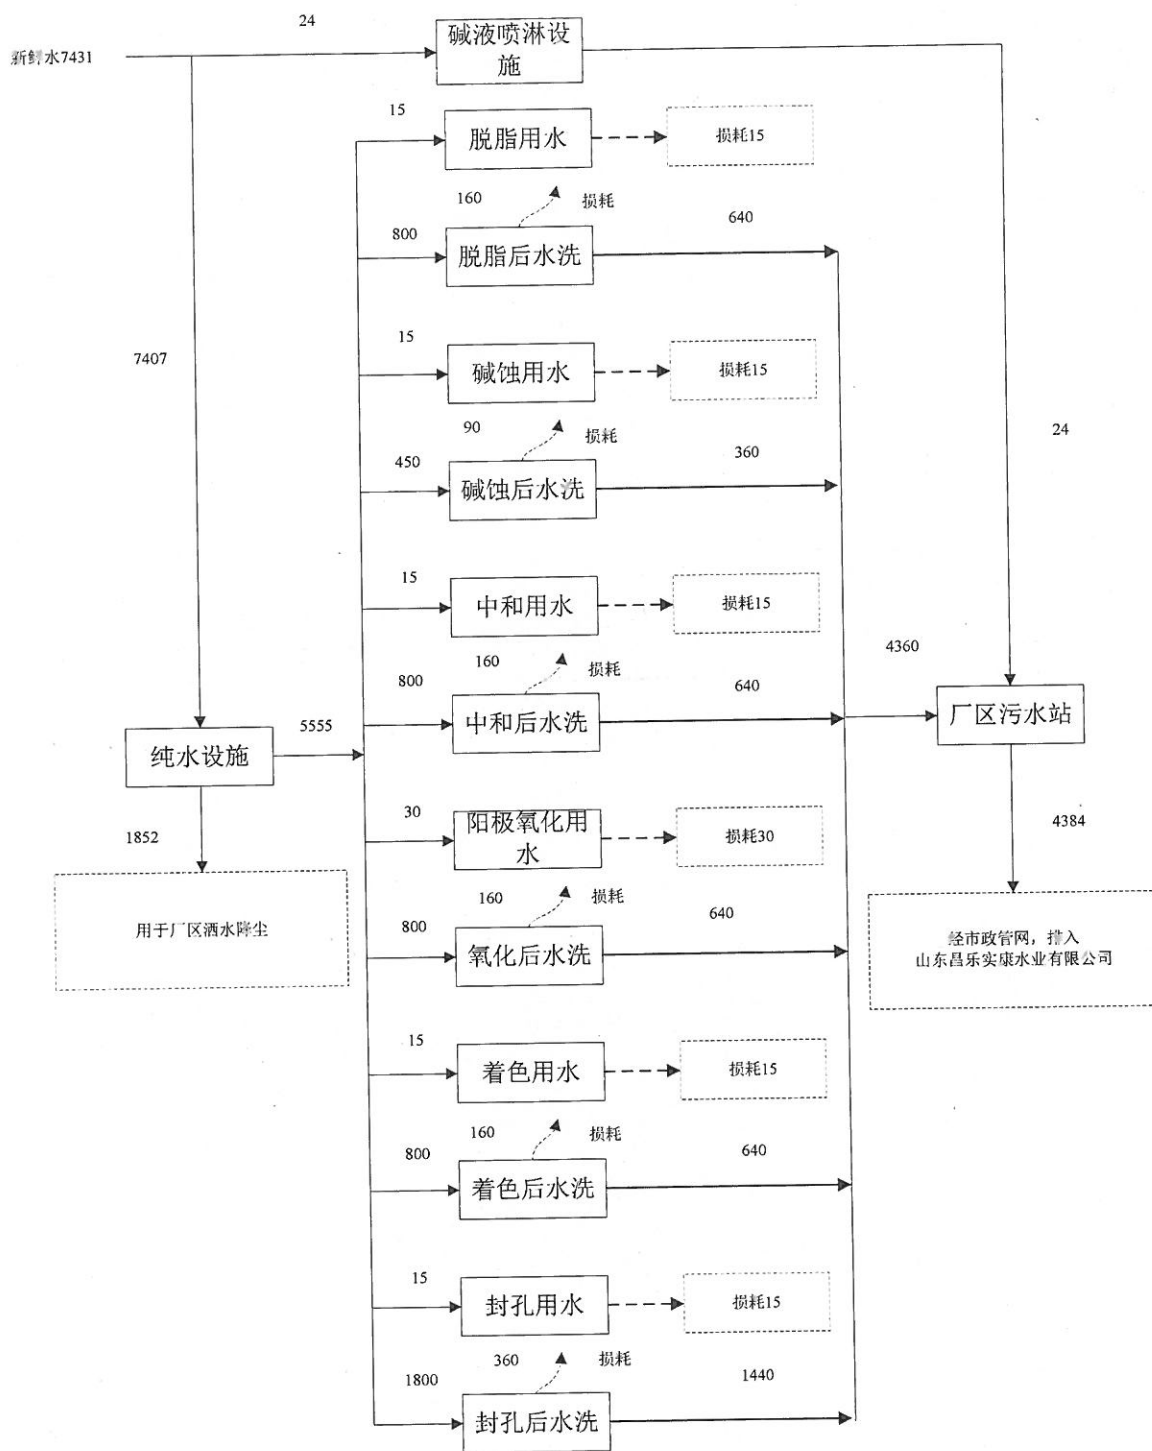 24
新鲜水7431
碱液喷淋设
施
15
脱脂用水
损耗15
160
损耗
640
800
脱脂后水洗
7407
15
碱蚀用水
损耗15
90
损耗
360
24
450
碱蚀后水洗
15
中和用水
损耗15
160
损耗
640
4360
800
中和后水洗
厂区污水站
5555
纯水设施
30
阳极氧化用
水
损耗30
4384
1852
160
损耗
640
800
氧化后水洗
用于厂区洒水降尘
经市政管网，排入
山东昌乐实康水业有限公司
15
着色用水
损耗15
160
损耗
640
800
着色后水洗
15
封孔用水
损耗15
360
损耗
1440
1800
封孔后水洗